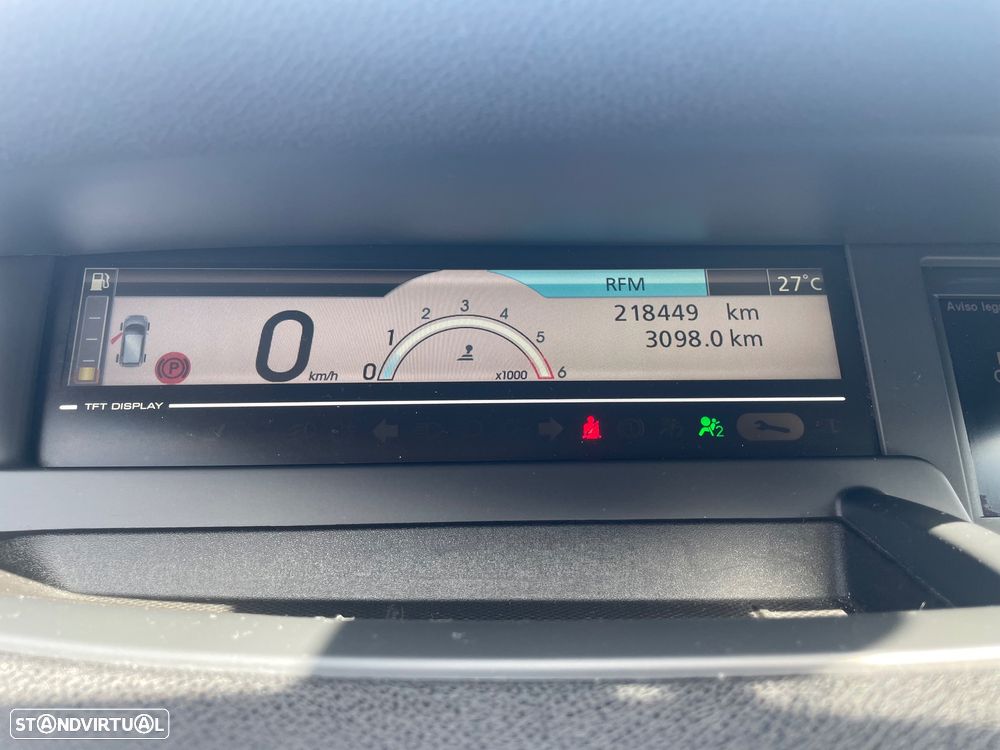 RFM 27°C
218449 km
3098.0 km
0 km/h
0 1 2 3 4 5 6
x1000
P
TFT DISPLAY
2
Aviso leg
STANDVIRTUAL